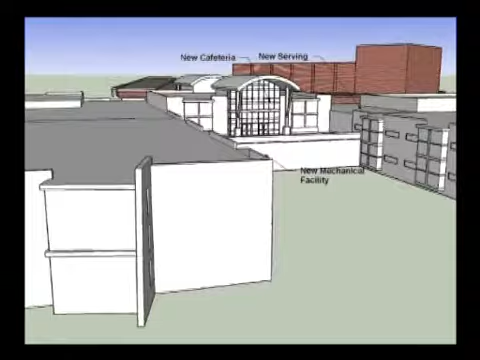 New Cafeteria
New Serving
New Mechanical
Facility